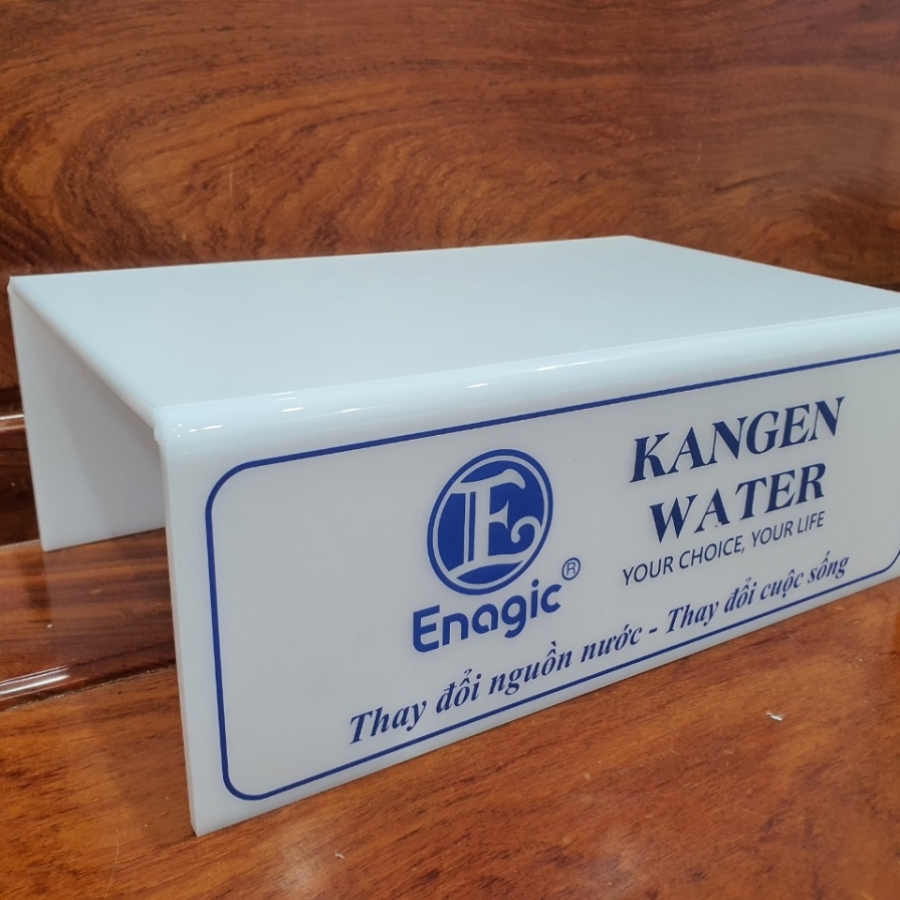 E
Enagic®
KANGEN
WATER
YOUR CHOICE, YOUR LIFE
Thay đổi nguồn nước - Thay đổi cuộc sống